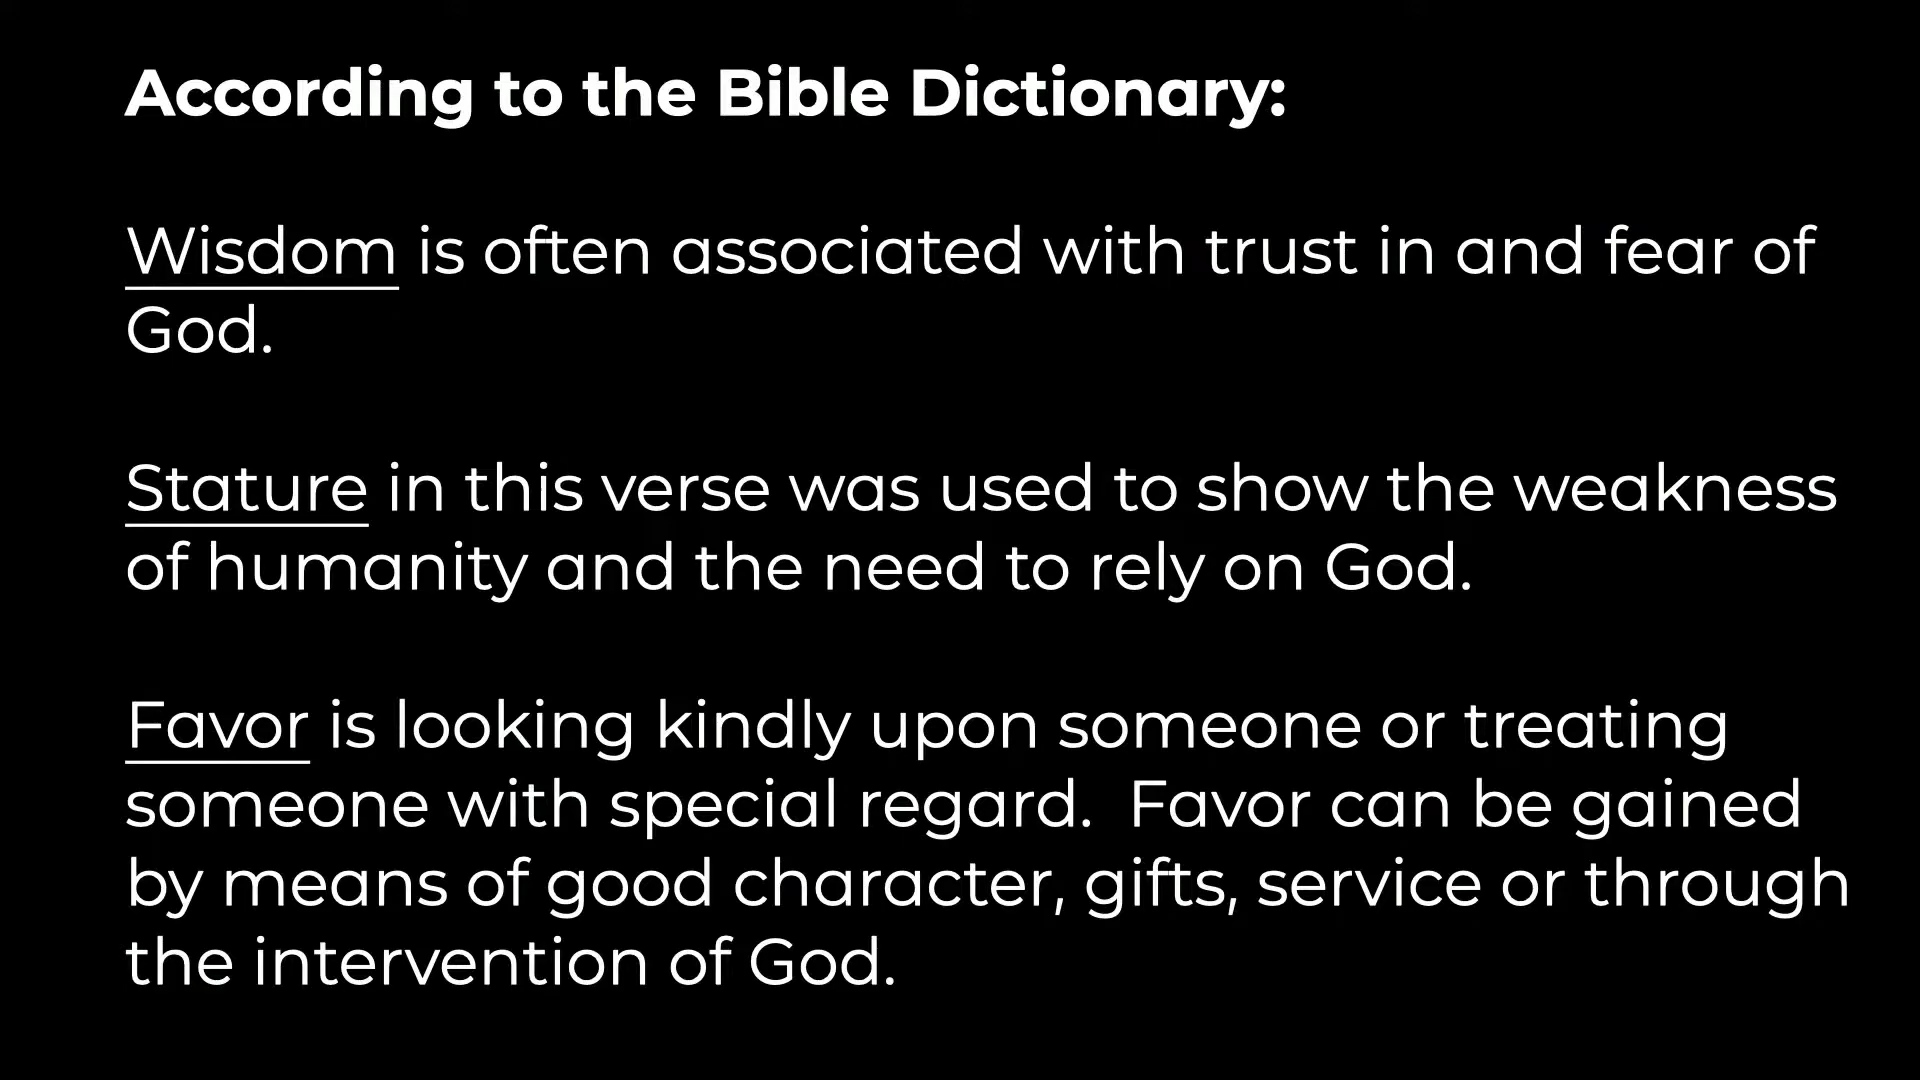 According to the Bible Dictionary:
Wisdom is often associated with trust in and fear of
God.
Stature in this verse was used to show the weakness
of humanity and the need to rely on God.
Favor is looking kindly upon someone or treating
someone with special regard.  Favor can be gained
by means of good character, gifts, service or through
the intervention of God.